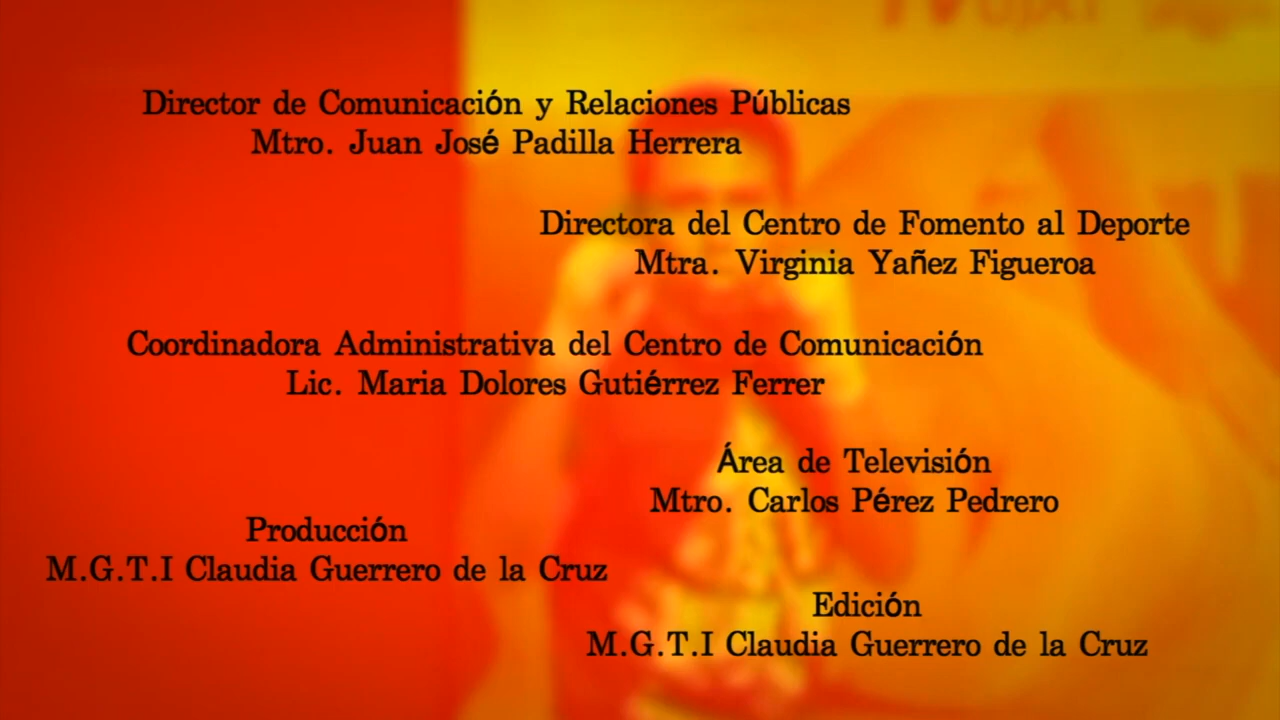 Director de Comunicación y Relaciones Públicas
Mtro. Juan José Padilla Herrera
Directora del Centro de Fomento al Deporte
Mtra. Virginia Yañez Figueroa
Coordinadora Administrativa del Centro de Comunicación
Lic. Maria Dolores Gutiérrez Ferrer
Área de Televisión
Mtro. Carlos Pérez Pedrero
Producción
M.G.T.I Claudia Guerrero de la Cruz
Edición
M.G.T.I Claudia Guerrero de la Cruz